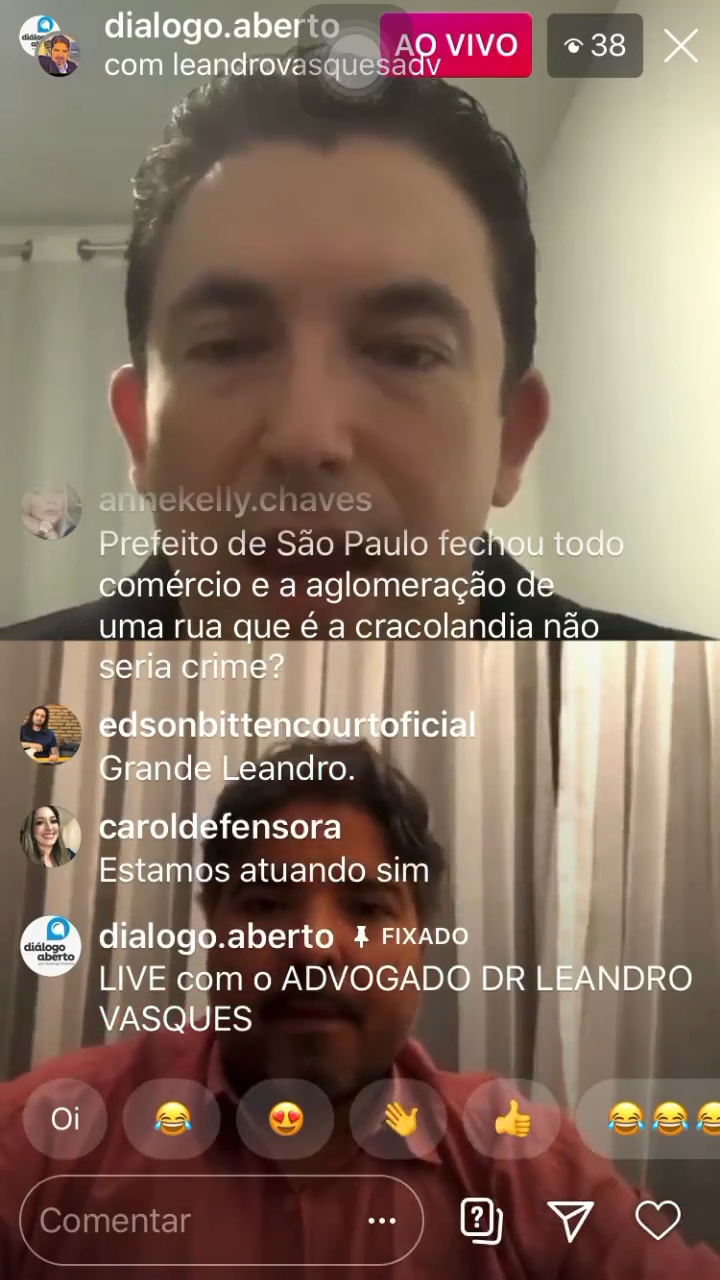 dialogo.aberto
com leandrovasquesadv
AO VIVO
38
annekelly.chaves
Prefeito de São Paulo fechou todo
comércio e a aglomeração de
uma rua que é a cracolandia não
seria crime?
edsonbittencourtoficial
Grande Leandro.
caroldefensora
Estamos atuando sim
diálogo
aberto
dialogo.aberto FIXADO
LIVE com o ADVOGADO DR LEANDRO
VASQUES
Oi
Comentar